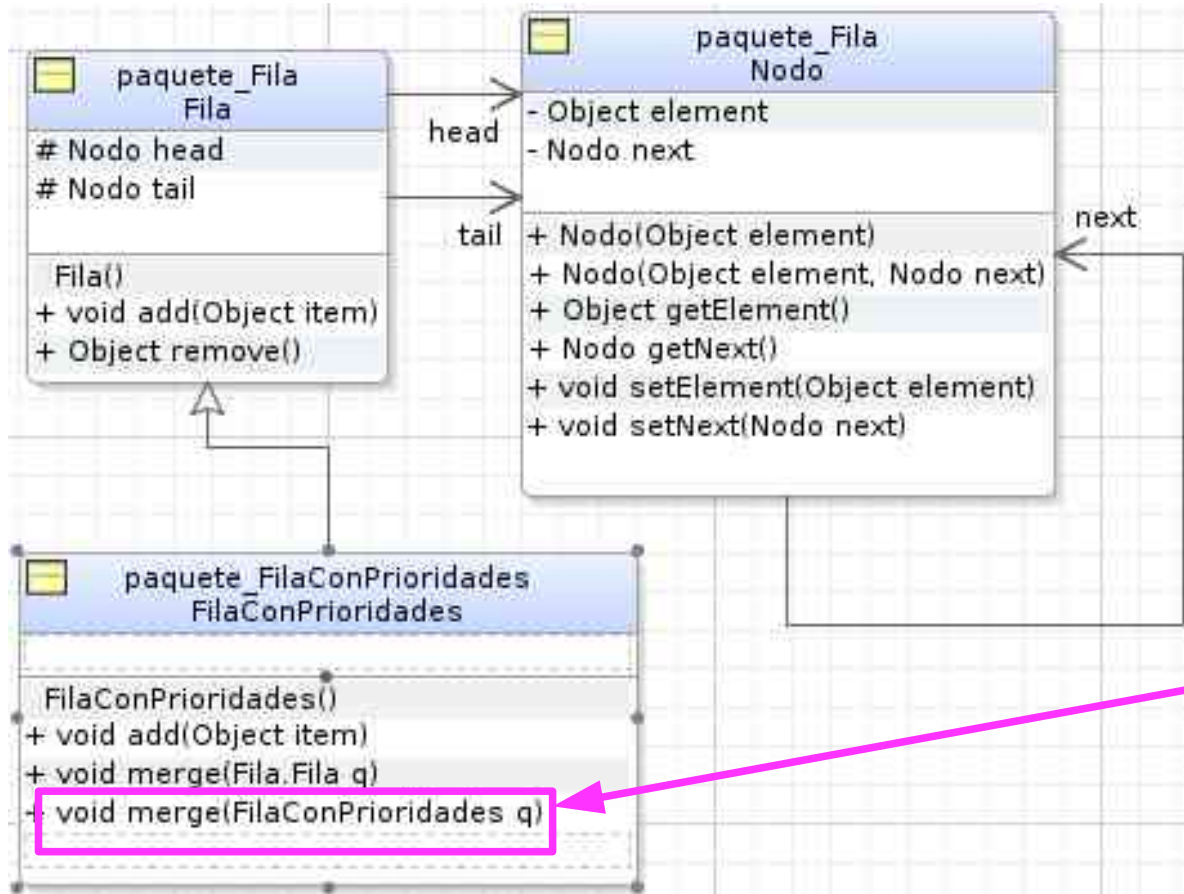 paquete_Fila
Fila
# Nodo head
# Nodo tail
Fila()
+ void add(Object item)
+ Object remove()
head
tail
paquete_Fila
Nodo
- Object element
- Nodo next
+ Nodo(Object element)
+ Nodo(Object element, Nodo next)
+ Object getElement()
+ Nodo getNext()
+ void setElement(Object element)
+ void setNext(Nodo next)
next
paquete_FilaConPrioridades
FilaConPrioridades
FilaConPrioridades()
+ void add(Object item)
+ void merge(Fila.Fila q)
+ void merge(FilaConPrioridades q)